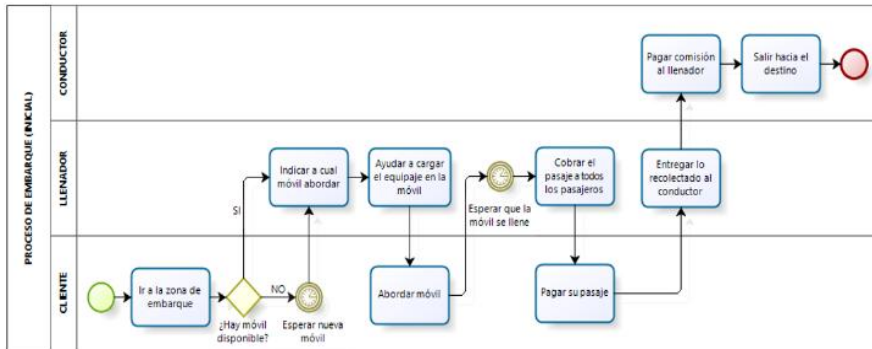 PROCESO DE EMBARQUE (INICIAL)
CONDUCTOR
Pagar comisión
al llenador
Salir hacia el
destino
LLENADOR
Indicar a cual
móvil abordar
Ayudar a cargar
el equipaje en la
móvil
Esperar que la
móvil se llene
Cobrar el
pasaje a todos
los pasajeros
Entregar lo
recolectado al
conductor
SI
CLIENTE
Ir a la zona de
embarque
¿Hay móvil
disponible?
NO
Esperar nueva
móvil
Abordar móvil
Pagar su pasaje